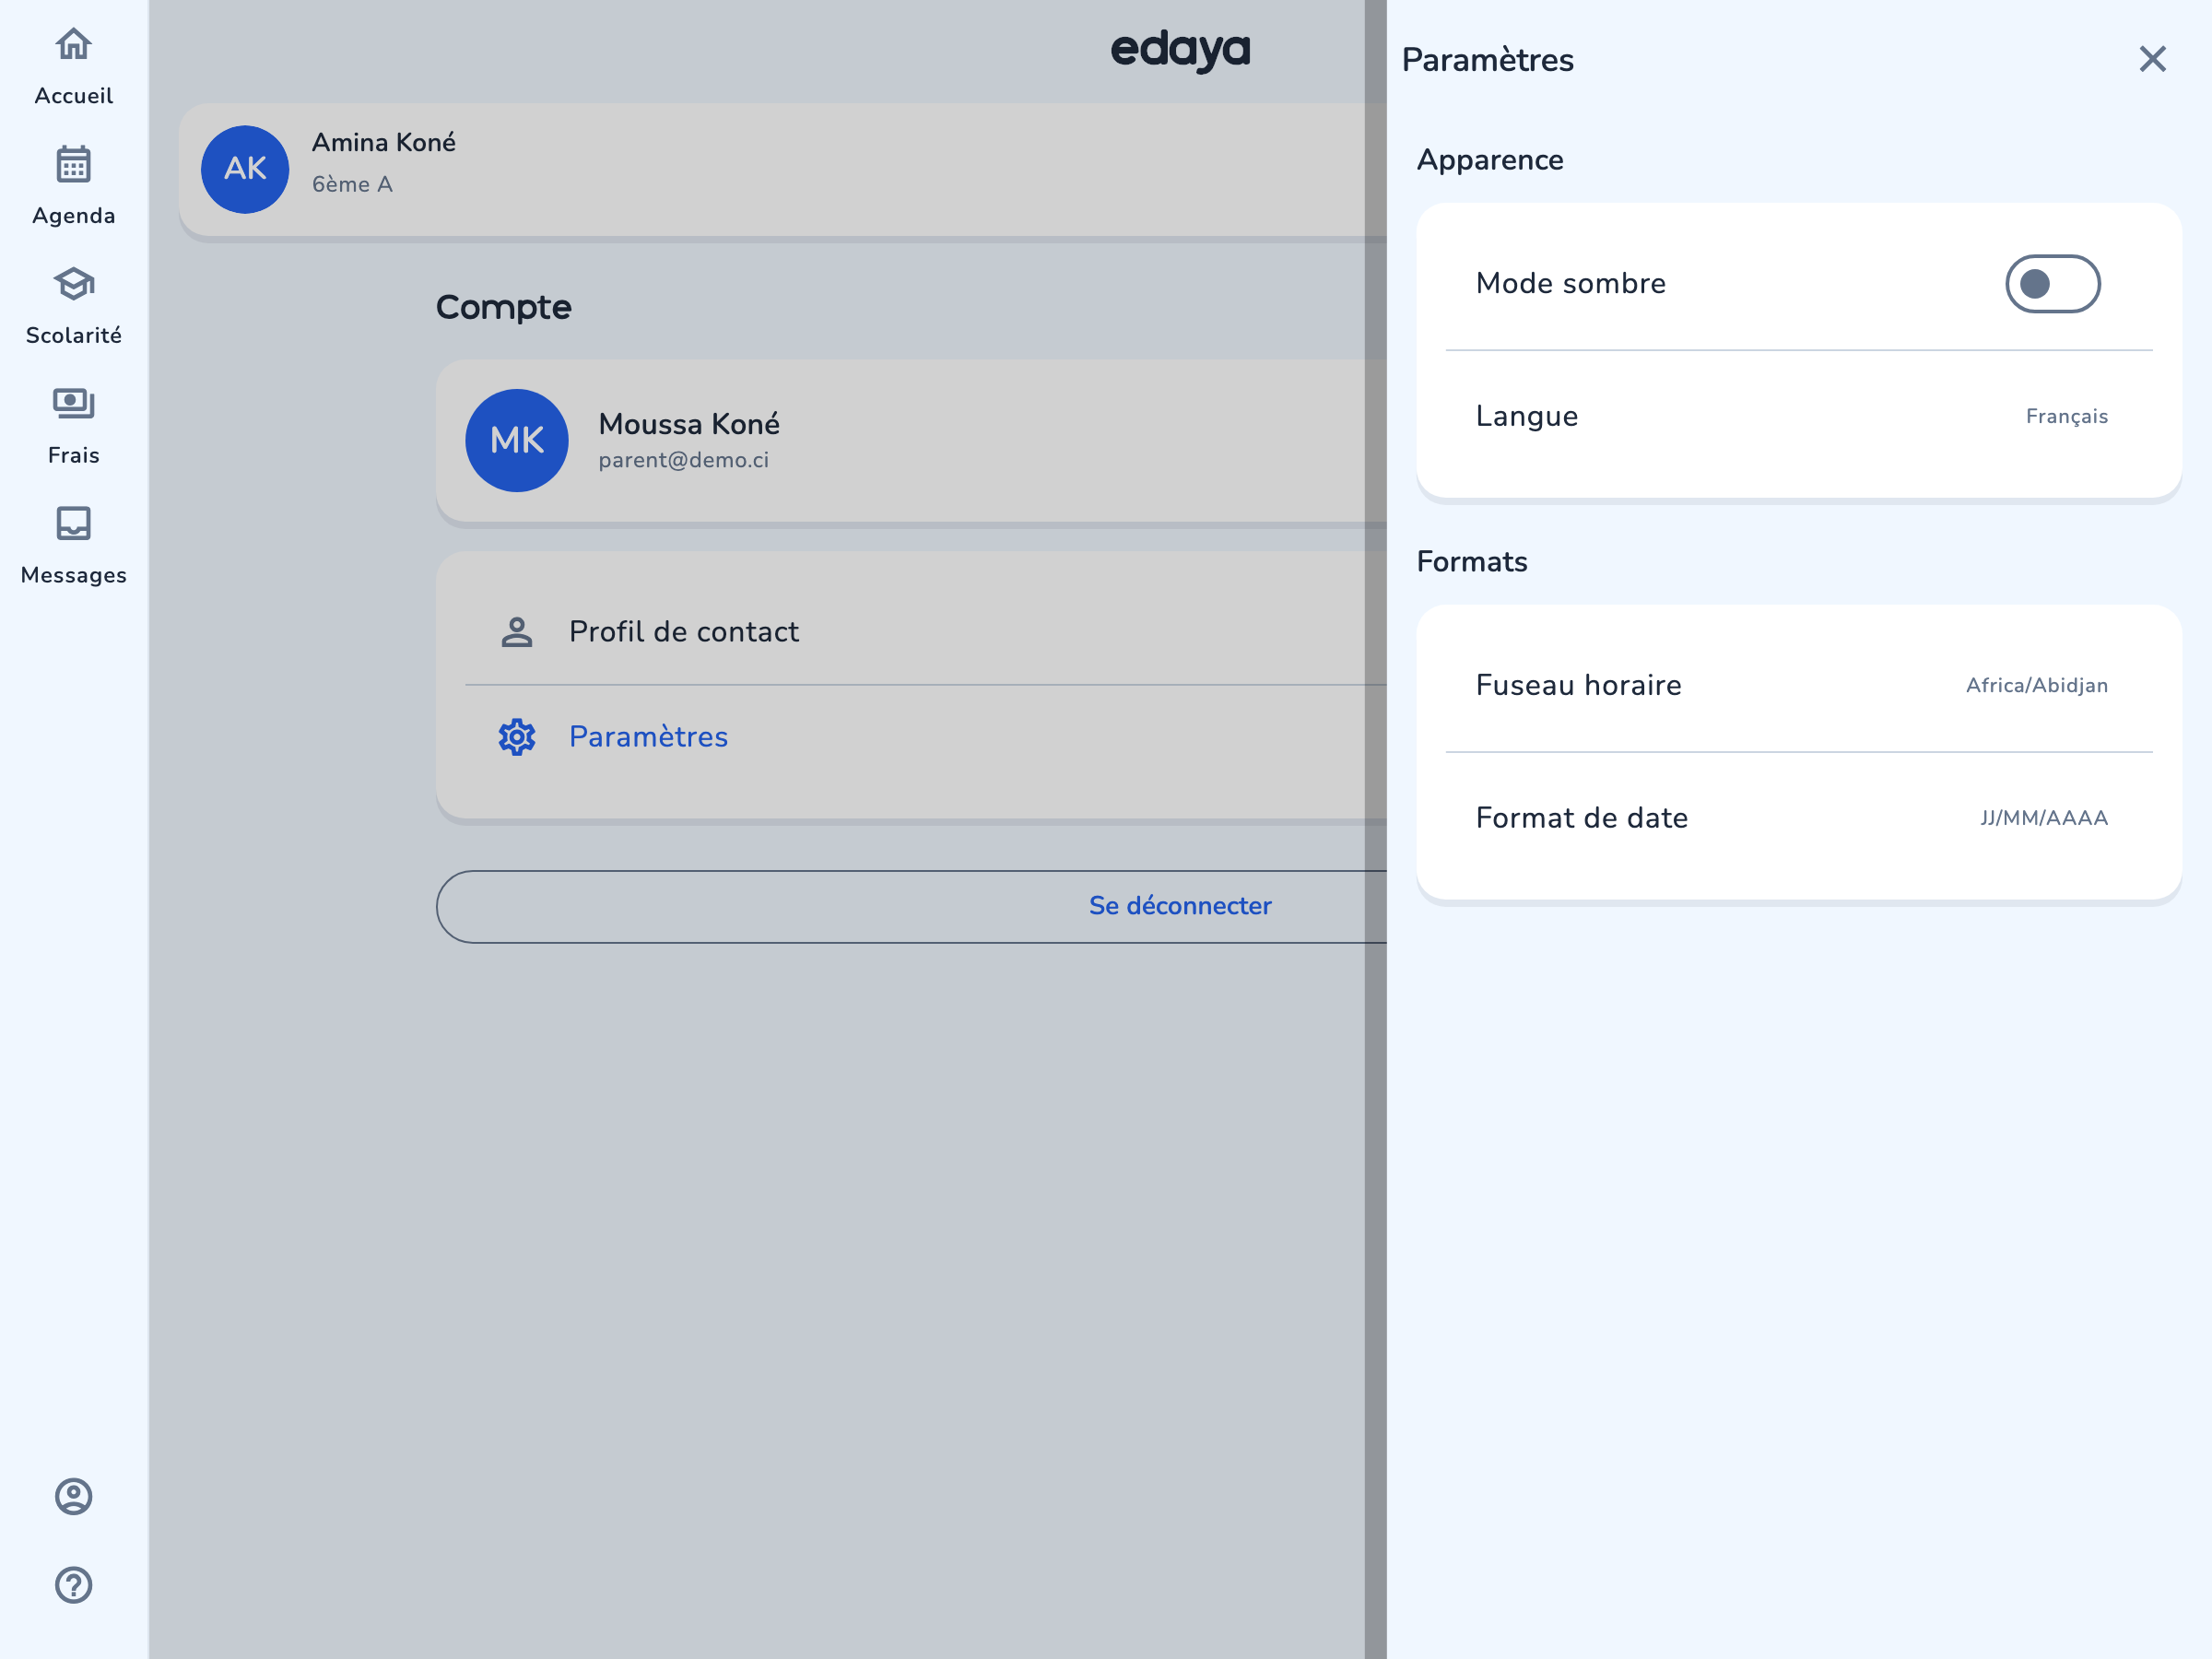 Accueil
Agenda
Scolarité
Frais
Messages
edaya
AK
Amina Koné
6ème A
Compte
MK
Moussa Koné
parent@demo.ci
Profil de contact
Paramètres
Se déconnecter
Paramètres
Apparence
Mode sombre
Langue Français
Formats
Fuseau horaire Africa/Abidjan
Format de date JJ/MM/AAAA